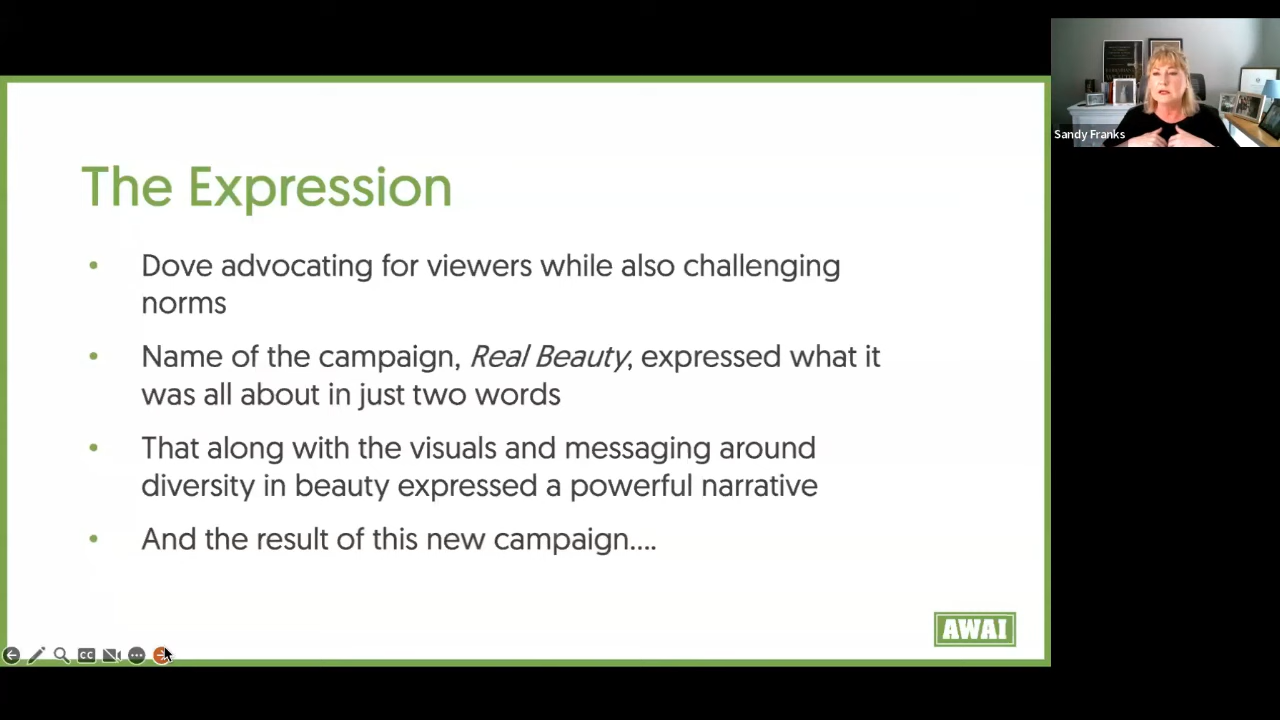 The Expression
• Dove advocating for viewers while also challenging
norms
• Name of the campaign, Real Beauty, expressed what it
was all about in just two words
• That along with the visuals and messaging around
diversity in beauty expressed a powerful narrative
• And the result of this new campaign....
AWAI
CC
Sandy Franks